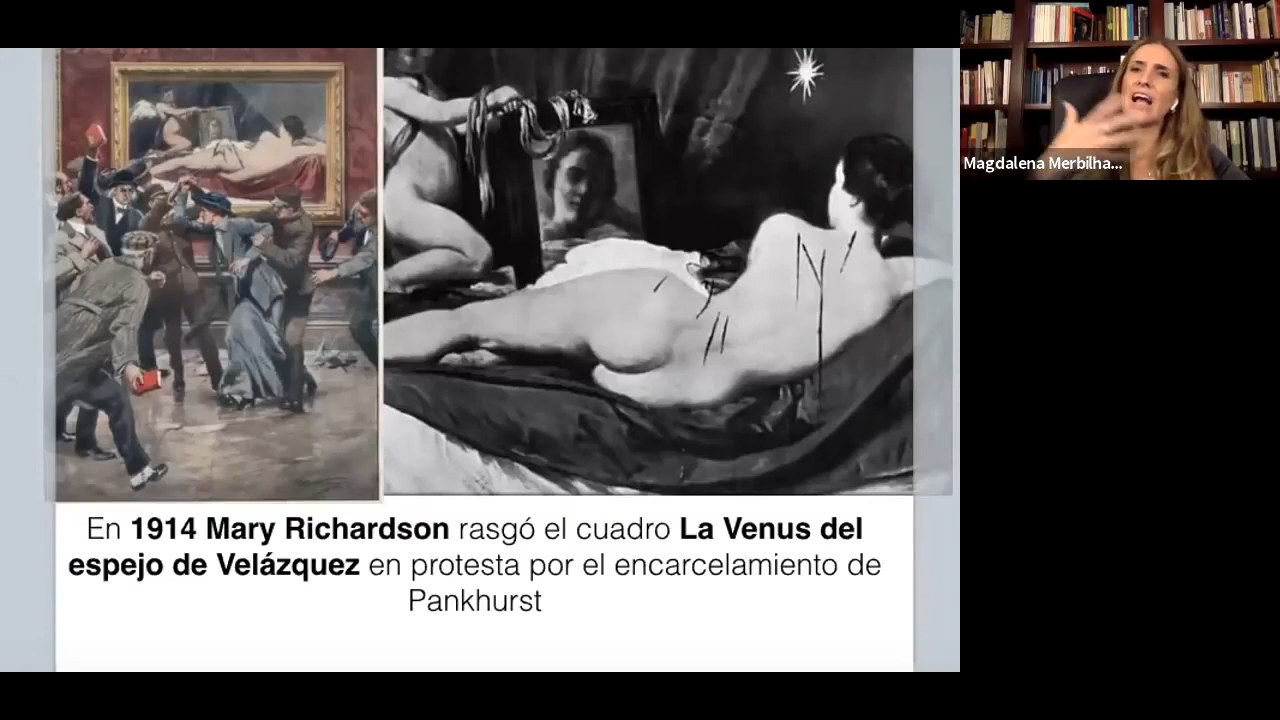 Magdalena Merbilha...
En 1914 Mary Richardson rasgó el cuadro La Venus del
espejo de Velázquez en protesta por el encarcelamiento de
Pankhurst